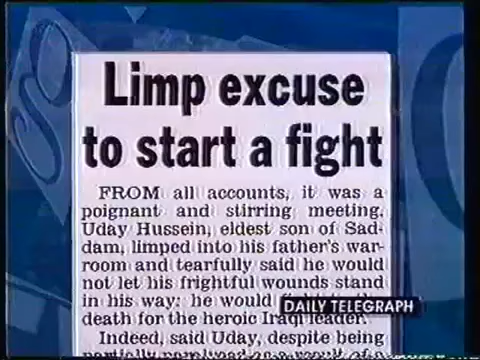 Limp excuse
to start a fight
FROM all accounts, it was a
poignant and stirring meeting.
Uday Hussein, eldest son of Sad-
dam, limped into his father's war-
room and tearfully said he would
not let his frightful wounds stand
in his way: he would
DAILY TELEGRAPH
death for the heroic Iraqi leader.
Indeed, said Uday, despite being